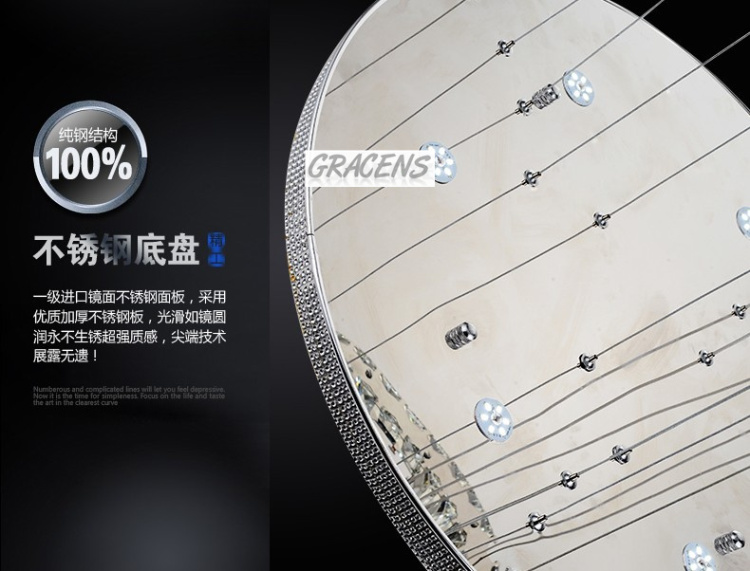 纯钢结构
100%
GRACENS
不锈钢底盘
一级进口镜面不锈钢面板，采用
优质加厚不锈钢板，光滑如镜圆
润永不生锈超强质感，尖端技术
展露无遗！
Numberous and complicated lines will let you feel depressive.
Now it is the time for simpleness. Focus on the life and taste
the art in the clearest curve